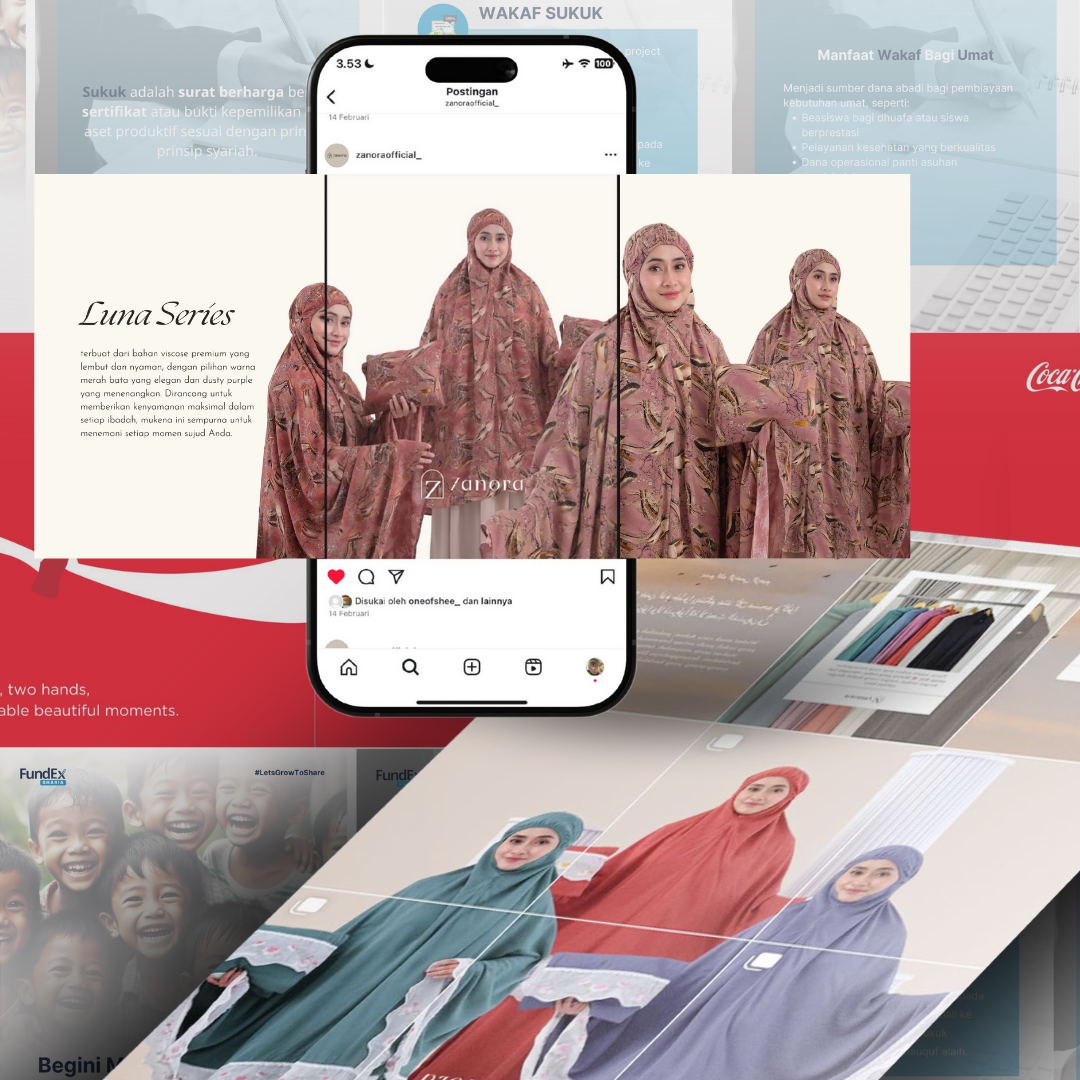 WAKAF SUKUK
project
Manfaat Wakaf Bagi Umat
Menjadi sumber dana abadi bagi pembiayaan
kebutuhan umat, seperti:
• Beasiswa bagi dhuafa atau siswa
berprestasi
• Pelayanan kesehatan yang berkualitas
• Dana operasional panti asuhan
Sukuk adalah surat berharga be
sertifikat atau bukti kepemilikan
aset produktif sesuai dengan prin
prinsip syariah.
pada
ke
3.53
100
Postingan
zanoraofficial_
14 Februari
zanoraofficial_
Luna Series
terbuat dari bahan viscose premium yang
lembut dan nyaman, dengan pilihan warna
merah bata yang elegan dan dusty purple
yang menenangkan. Dirancang untuk
memberikan kenyamanan maksimal dalam
setiap ibadah, mukena ini sempurna untuk
menemani setiap momen sujud Anda.
Z Zanora
Coca
Disukai oleh oneofshee_ dan lainnya
14 Februari
, two hands,
able beautiful moments.
FundEx
SHARIA
#LetsGrowToShare
FundE
Begini M